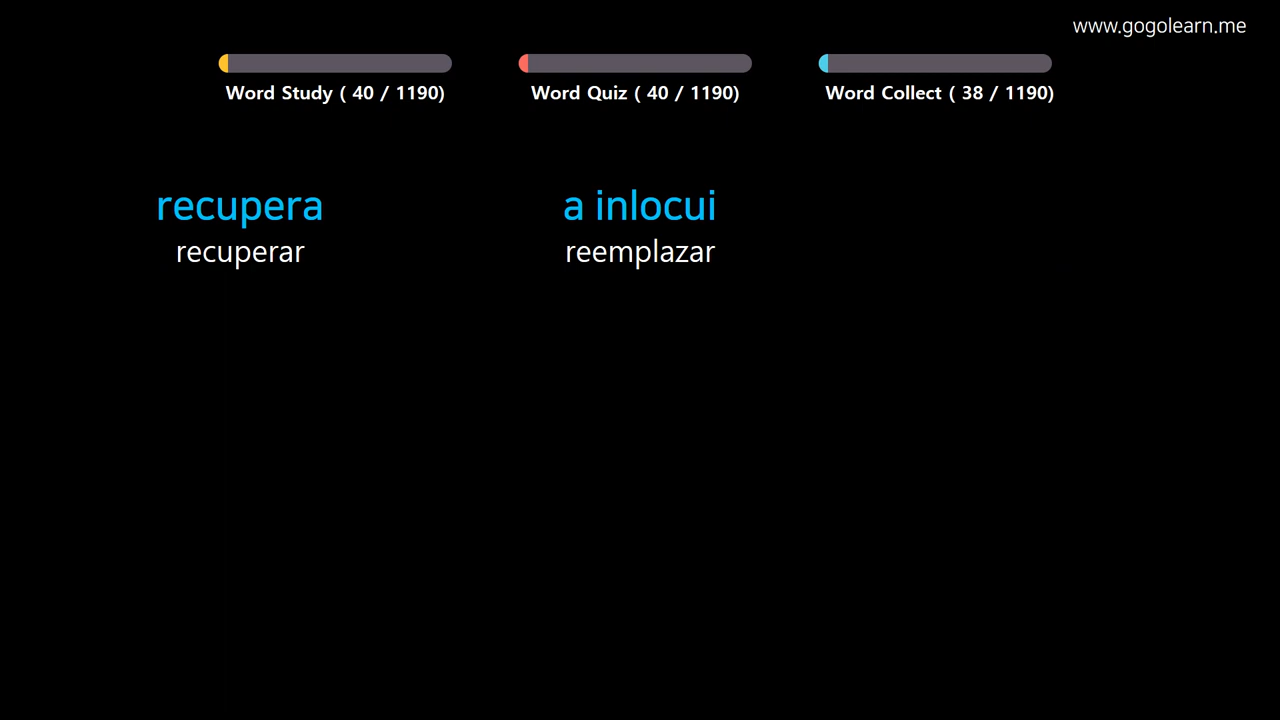 www.gogolearn.me
Word Study ( 40 / 1190)
Word Quiz ( 40 / 1190)
Word Collect ( 38 / 1190)
recupera
recuperar
a inlocui
reemplazar